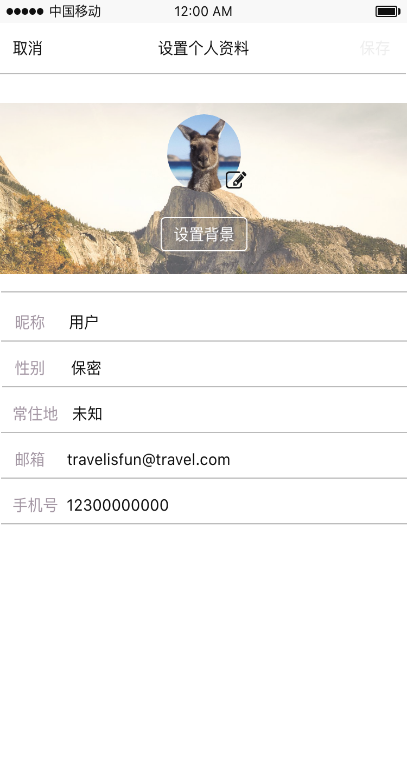 中国移动 12:00 AM
取消 设置个人资料 保存
设置背景
昵称 用户
性别 保密
常住地 未知
邮箱 travelisfun@travel.com
手机号 12300000000